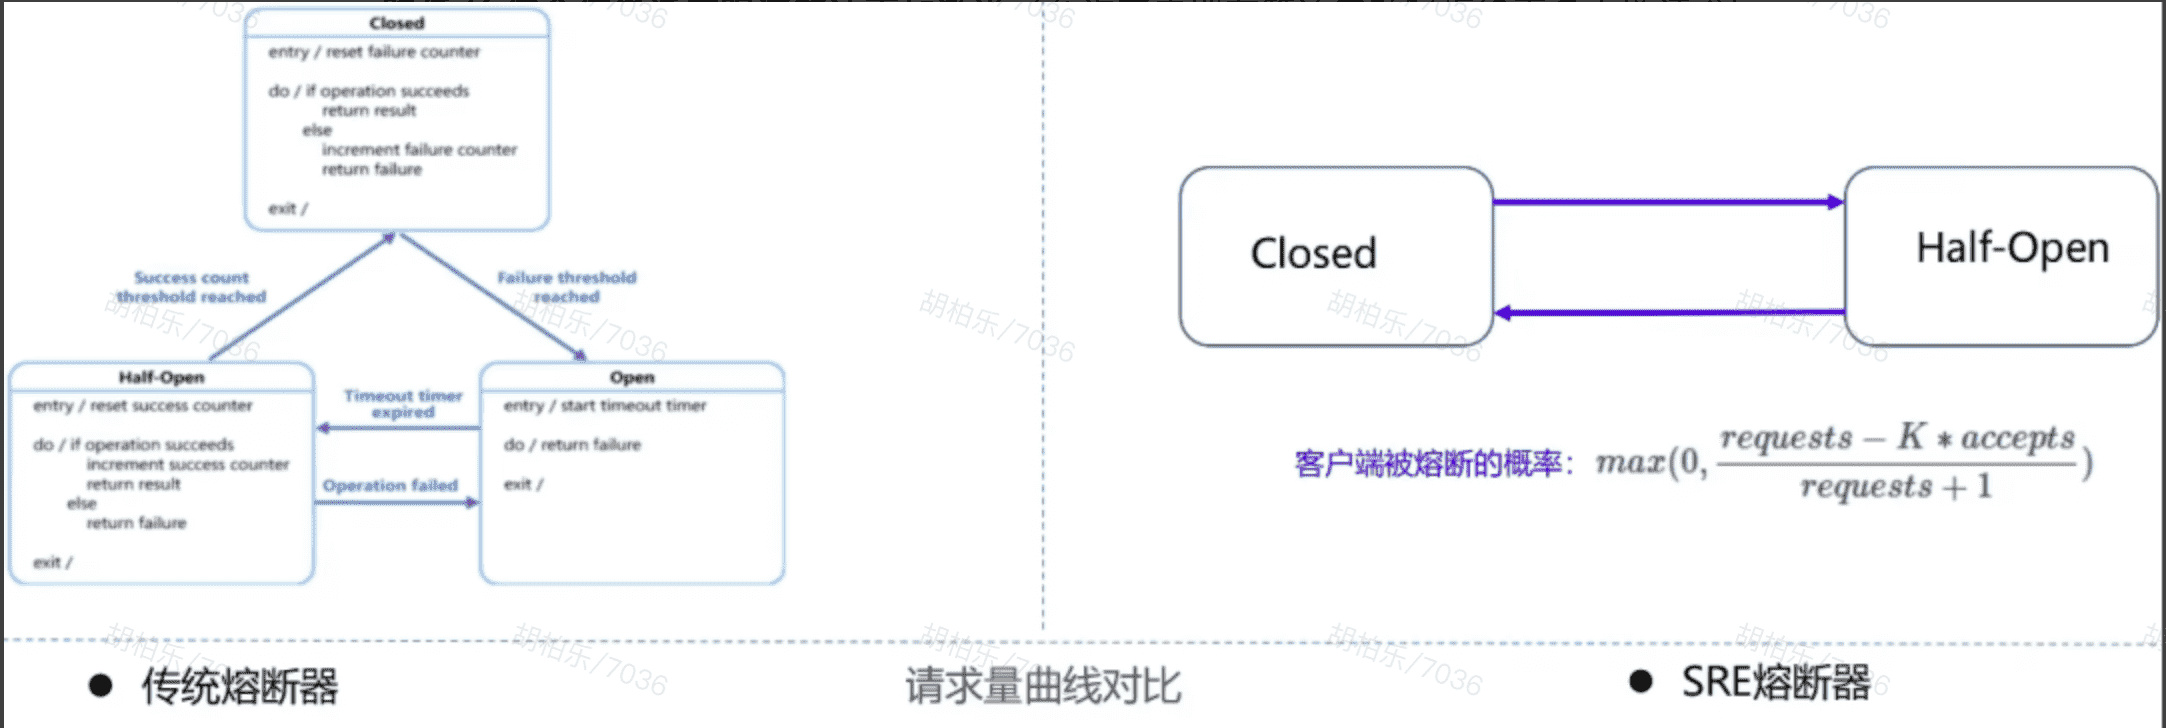 Closed
entry / reset failure counter
do / if operation succeeds
return result
else
increment failure counter
return failure
exit /
Success count
threshold reached
Failure threshold
reached
Half-Open
entry / reset success counter
do / if operation succeeds
increment success counter
return result
else
return failure
exit /
Timeout timer
expired
Operation failed
Open
entry / start timeout timer
do / return failure
exit /
Closed
Half-Open
客户端被熔断的概率： max(0, (requests − K * accepts) / (requests + 1))
● 传统熔断器
请求量曲线对比
● SRE熔断器
胡柏乐/7036